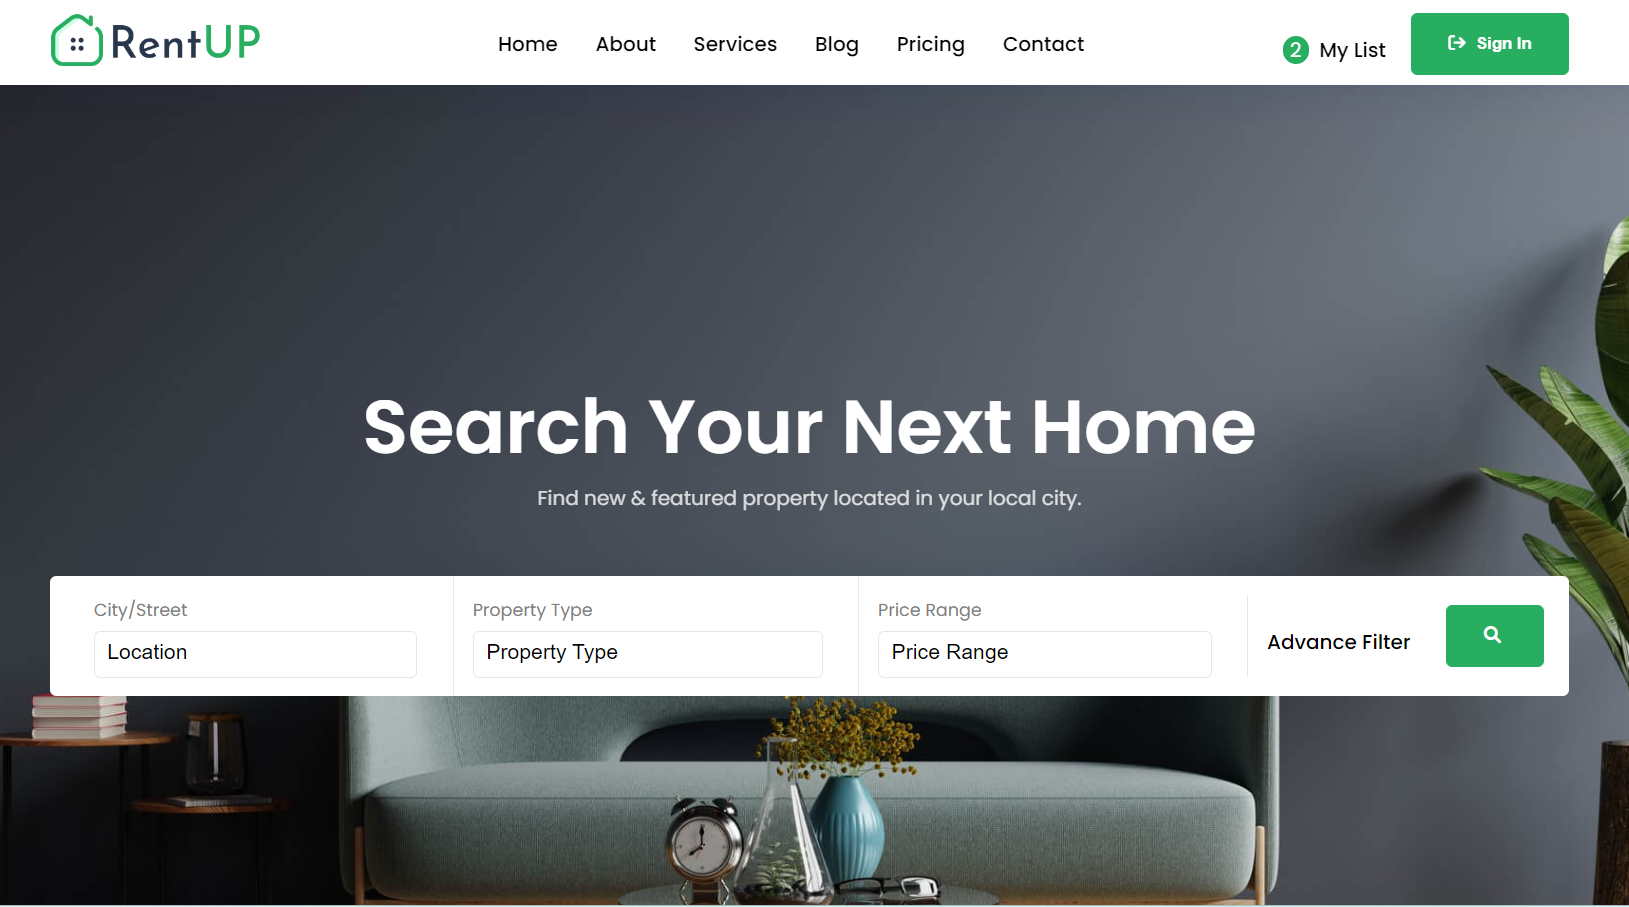 RentUP
Home About Services Blog Pricing Contact
2 My List
Sign In
Search Your Next Home
Find new & featured property located in your local city.
City/Street Property Type Price Range
Location Property Type Price Range
Advance Filter